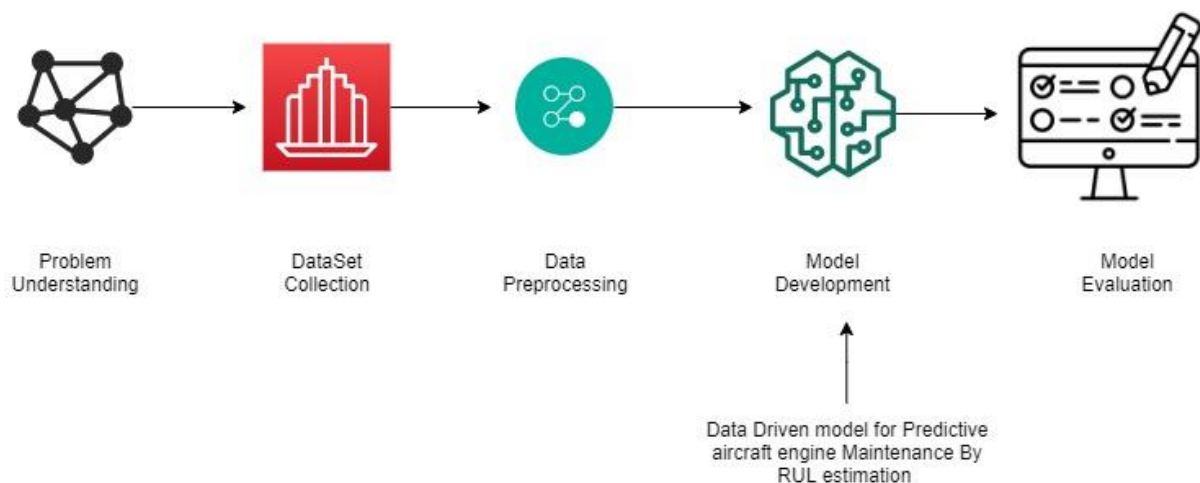 Problem
Understanding
DataSet
Collection
Data
Preprocessing
Model
Development
Model
Evaluation
Data Driven model for Predictive
aircraft engine Maintenance By
RUL estimation